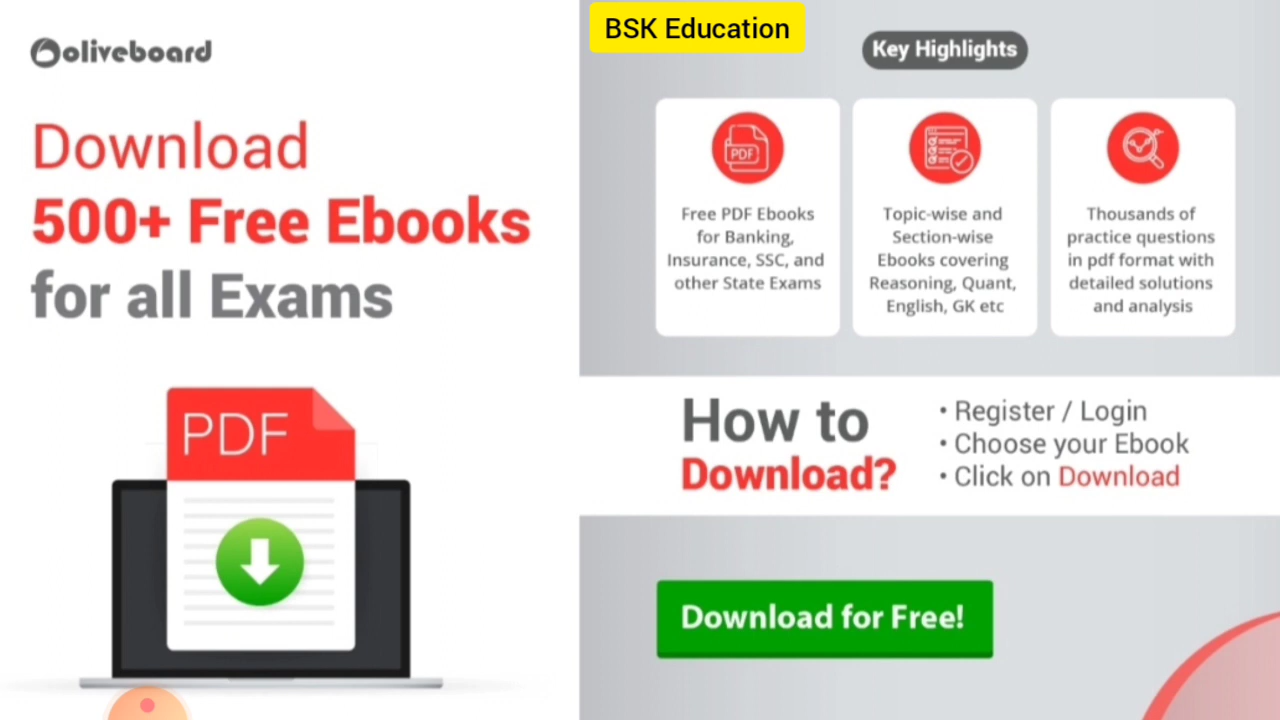 oliveboard
Download
500+ Free Ebooks
for all Exams
PDF
BSK Education
Key Highlights
PDF
Free PDF Ebooks
for Banking,
Insurance, SSC, and
other State Exams
Topic-wise and
Section-wise
Ebooks covering
Reasoning, Quant,
English, GK etc
Thousands of
practice questions
in pdf format with
detailed solutions
and analysis
How to
Download?
• Register / Login
• Choose your Ebook
• Click on Download
Download for Free!